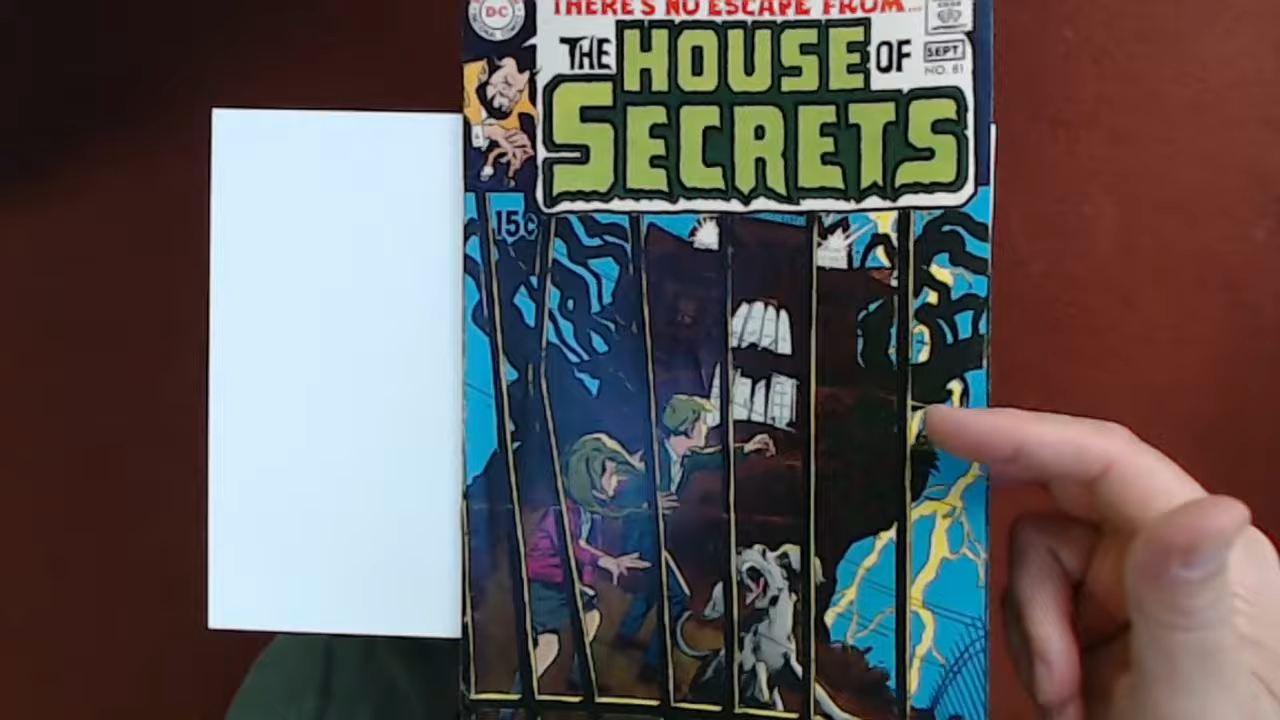 THERE'S NO ESCAPE FROM...
DC
THE HOUSE OF
SECRETS
SEPT
NO. 81
15¢